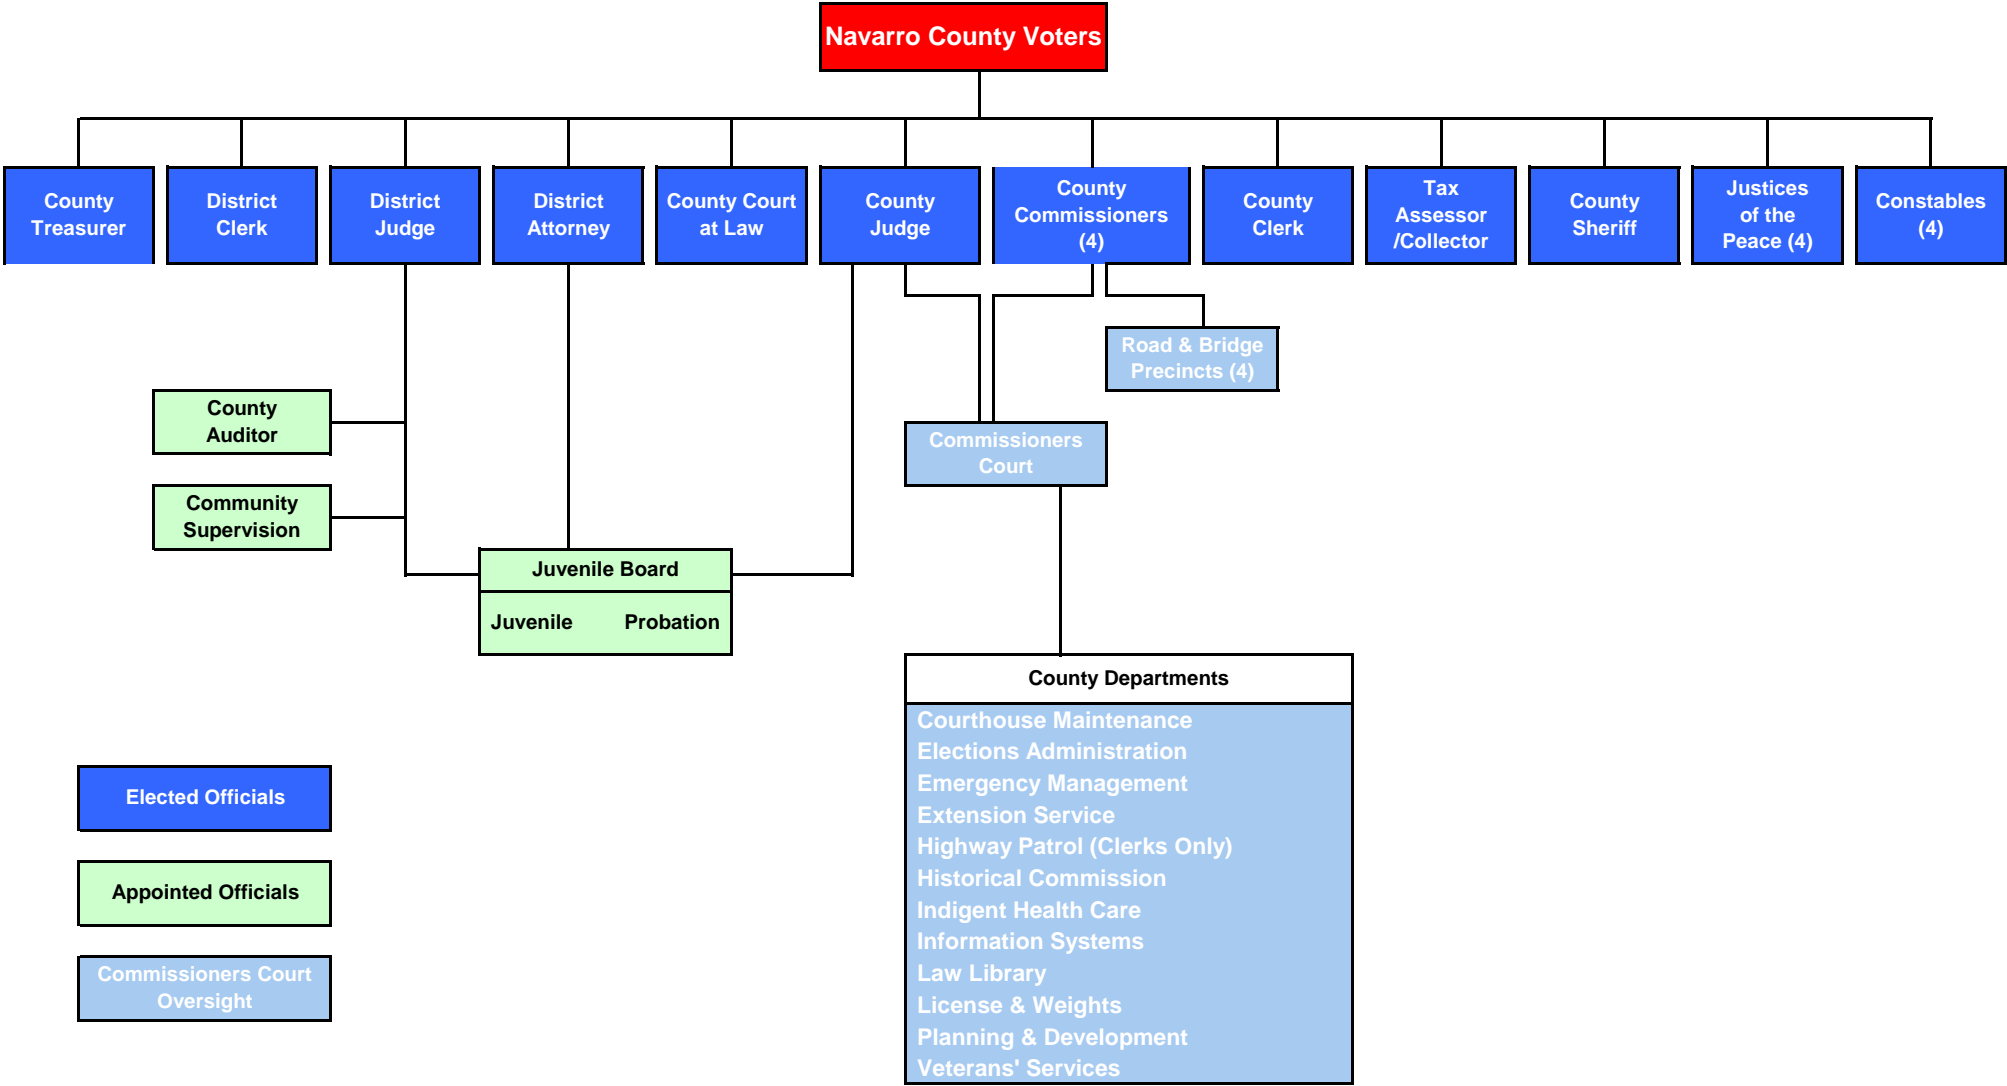 Navarro County Voters
County
Treasurer
District
Clerk
District
Judge
District
Attorney
County Court
at Law
County
Judge
County
Commissioners
(4)
County
Clerk
Tax
Assessor
/Collector
County
Sheriff
Justices
of the
Peace (4)
Constables
(4)
Road & Bridge
Precincts (4)
County
Auditor
Commissioners
Court
Community
Supervision
Juvenile Board
Juvenile Probation
County Departments
Courthouse Maintenance
Elections Administration
Emergency Management
Extension Service
Highway Patrol (Clerks Only)
Historical Commission
Indigent Health Care
Information Systems
Law Library
License & Weights
Planning & Development
Veterans' Services
Elected Officials
Appointed Officials
Commissioners Court
Oversight